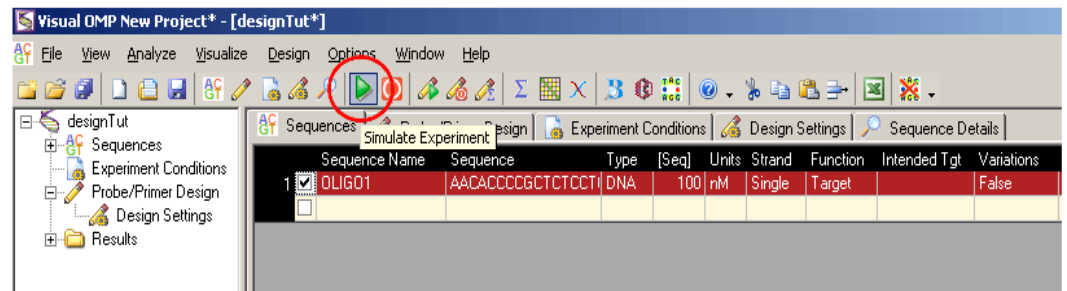 Visual OMP New Project* - [designTut*]
File View Analyze Visualize Design Options Window Help
designTut
Sequences
Experiment Conditions
Probe/Primer Design
Design Settings
Results
Sequences Design Experiment Conditions Design Settings Sequence Details
Simulate Experiment
Sequence Name Sequence Type [Seq] Units Strand Function Intended Tgt Variations
1 OLIGO1 AACACCCCGCTCTCCT DNA 100 nM Single Target False